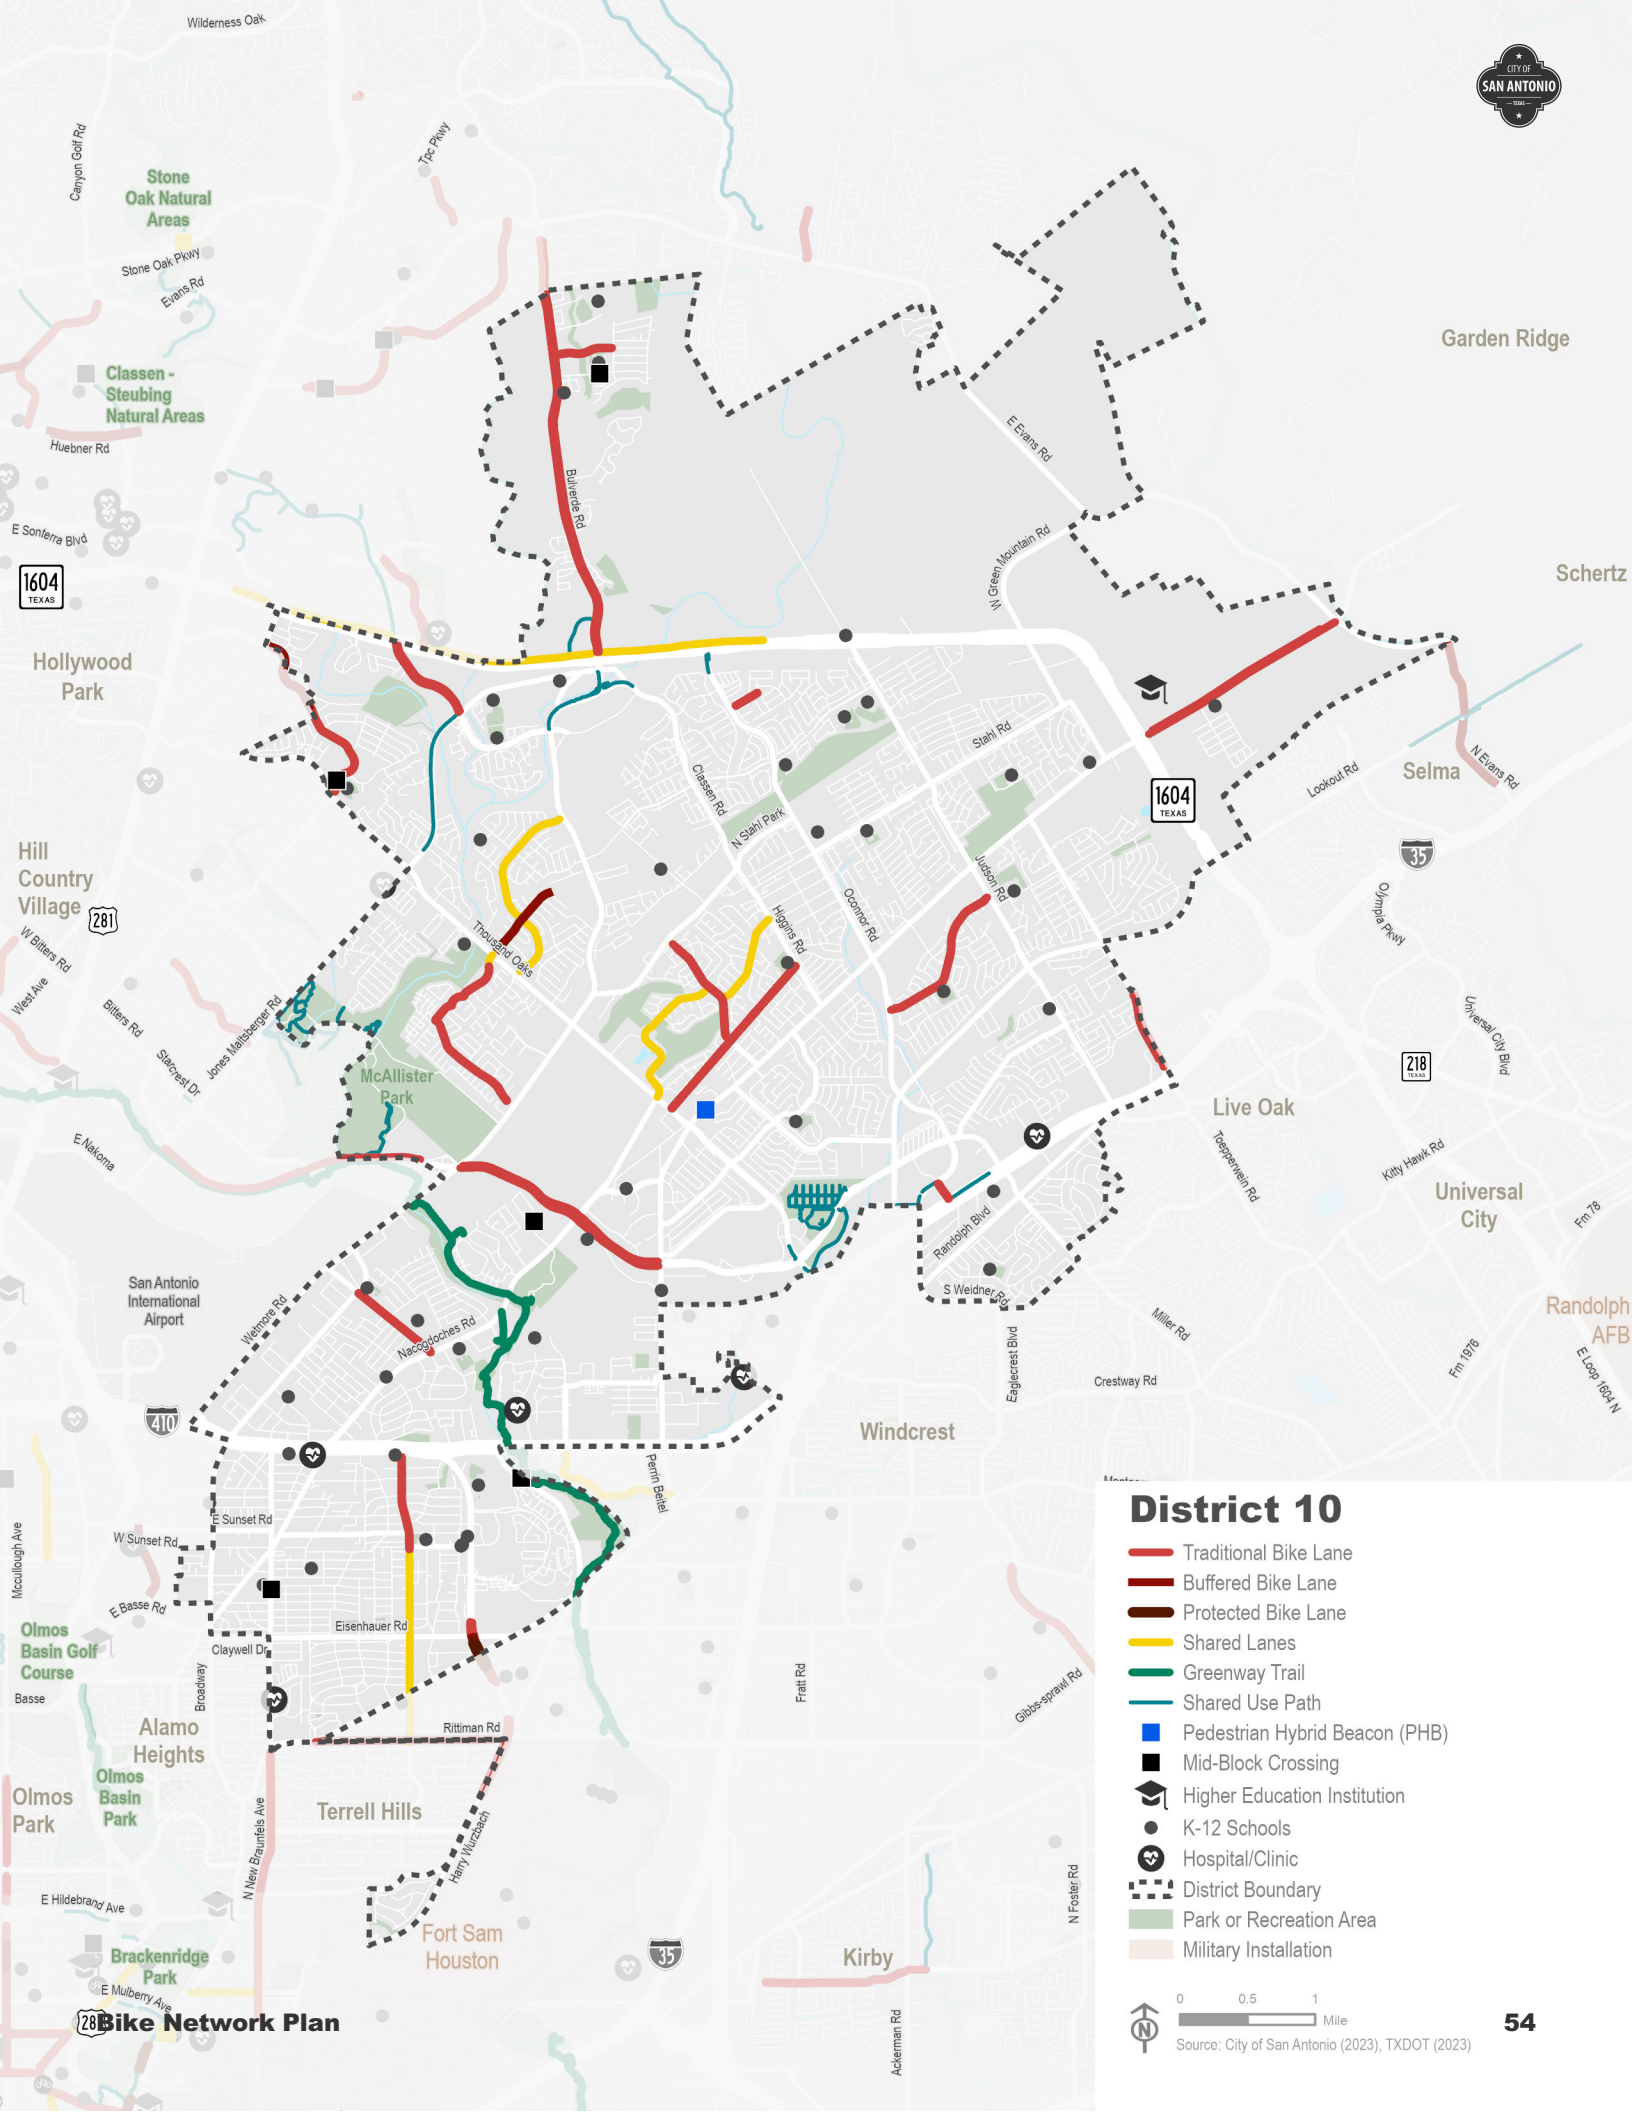 Wilderness Oak
CITY OF
SAN ANTONIO
TEXAS
Canyon Golf Rd
Tpc Pkwy
Stone
Oak Natural
Areas
Stone Oak Pkwy
Evans Rd
Garden Ridge
Classen -
Steubing
Natural Areas
Huebner Rd
E Evans Rd
Bulverde Rd
E Sonterra Blvd
W Green Mountain Rd
1604
TEXAS
Schertz
Hollywood
Park
Stahl Rd
N Evans Rd
Selma
Lookout Rd
Classen Rd
1604
TEXAS
N Stahl Park
Hill
Country
Village
281
35
Judson Rd
Oconnor Rd
Higgins Rd
Thousand Oaks
Olympia Pkwy
W Bitters Rd
West Ave
Bitters Rd
Jones Maltsberger Rd
Starcrest Dr
Universal City Blvd
218
TEXAS
McAllister
Park
Live Oak
E Nakoma
Toepperwein Rd
Kitty Hawk Rd
Universal
City
Fm 78
Randolph Blvd
San Antonio
International
Airport
Wetmore Rd
S Weidner Rd
Randolph
AFB
Nacogdoches Rd
Miller Rd
Eaglecrest Blvd
Fm 1976
E Loop 1604 N
Crestway Rd
410
Windcrest
Perrin Beitel
District 10
E Sunset Rd
W Sunset Rd
Mccullough Ave
Traditional Bike Lane
Buffered Bike Lane
Protected Bike Lane
Shared Lanes
Greenway Trail
Shared Use Path
Pedestrian Hybrid Beacon (PHB)
Mid-Block Crossing
Higher Education Institution
K-12 Schools
Hospital/Clinic
District Boundary
Park or Recreation Area
Military Installation
E Basse Rd
Eisenhauer Rd
Olmos
Basin Golf
Course
Claywell Dr
Basse
Broadway
Fratt Rd
Gibbs-sprawl Rd
Alamo
Heights
Rittiman Rd
Olmos
Basin
Park
Olmos
Park
Terrell Hills
N New Braunfels Ave
Harry Wurzbach
E Hildebrand Ave
N Foster Rd
Fort Sam
Houston
35
Kirby
Brackenridge
Park
E Mulberry Ave
28
Bike Network Plan
Ackerman Rd
0 0.5 1
Mile
N
Source: City of San Antonio (2023), TXDOT (2023)
54